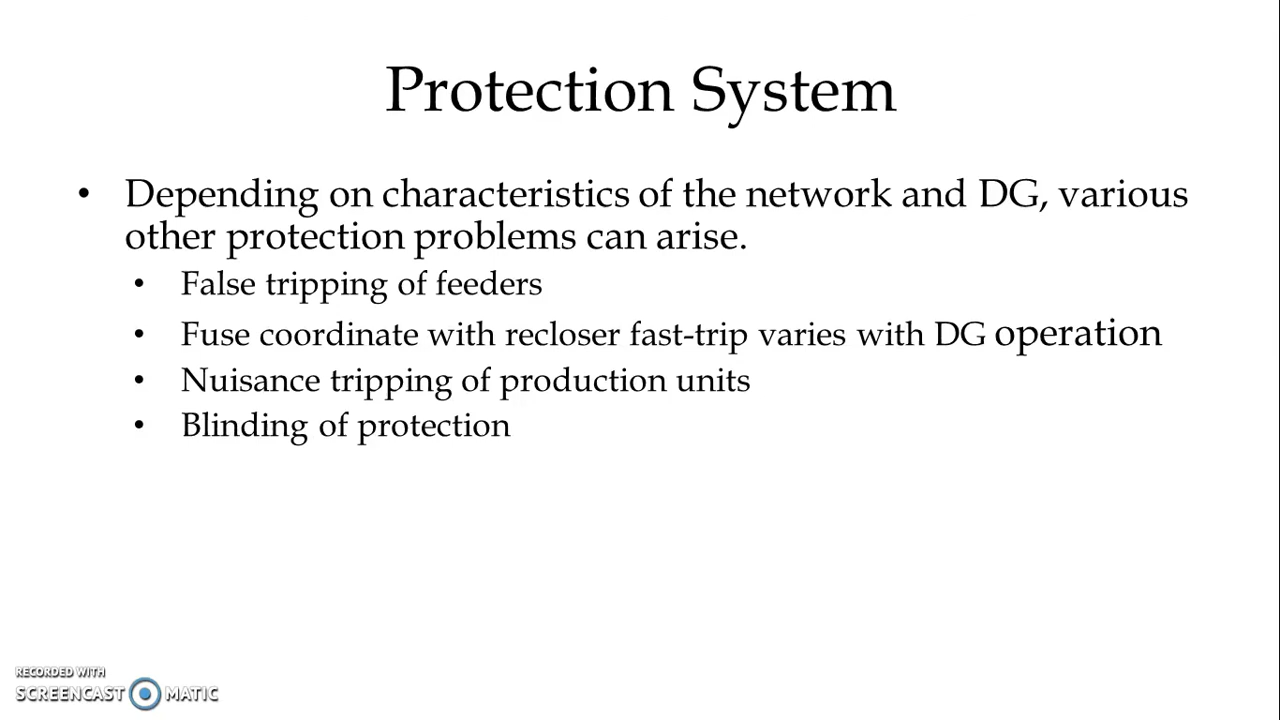 Protection System
• Depending on characteristics of the network and DG, various
other protection problems can arise.
• False tripping of feeders
• Fuse coordinate with recloser fast-trip varies with DG operation
• Nuisance tripping of production units
• Blinding of protection
RECORDED WITH
SCREENCAST MATIC